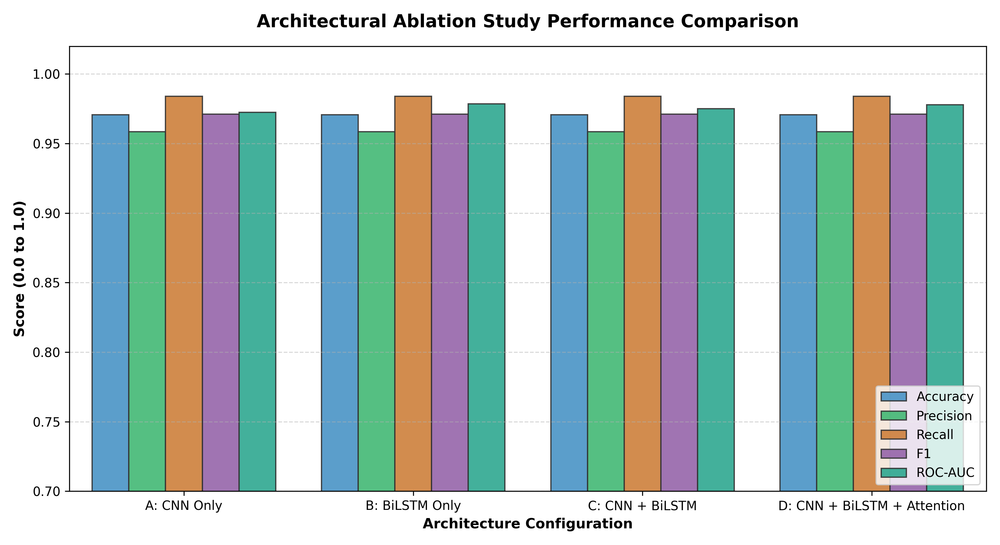 Architectural Ablation Study Performance Comparison
Score (0.0 to 1.0)
1.00
0.95
0.90
0.85
0.80
0.75
0.70
Accuracy
Precision
Recall
F1
ROC-AUC
A: CNN Only
B: BiLSTM Only
C: CNN + BiLSTM
D: CNN + BiLSTM + Attention
Architecture Configuration